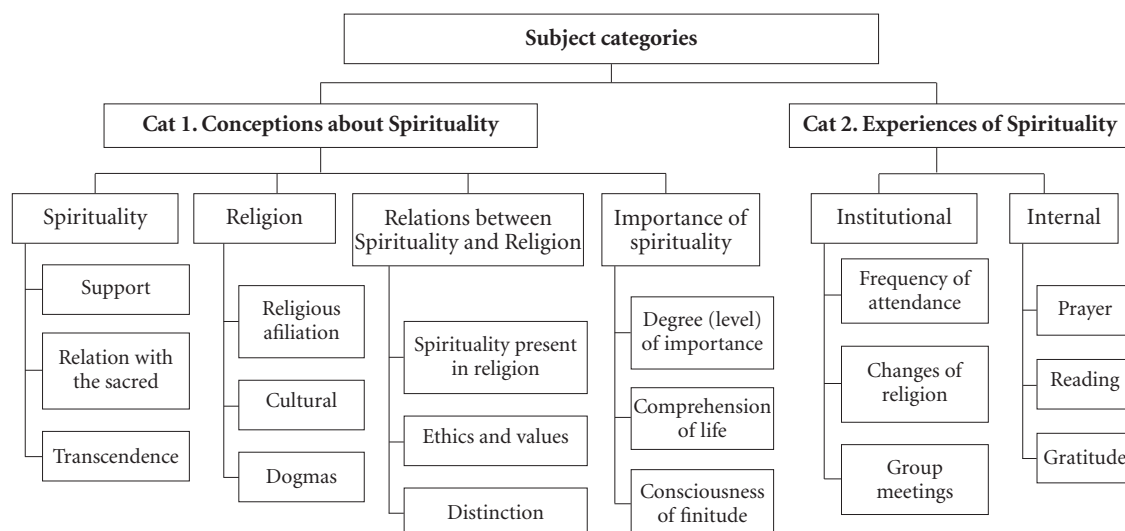 Subject categories
Cat 1. Conceptions about Spirituality
Cat 2. Experiences of Spirituality
Spirituality
Religion
Relations between
Spirituality and Religion
Importance of
spirituality
Institutional
Internal
Support
Relation with
the sacred
Transcendence
Religious
afiliation
Cultural
Dogmas
Spirituality present
in religion
Ethics and values
Distinction
Degree (level)
of importance
Comprehension
of life
Consciousness
of finitude
Frequency of
attendance
Changes of
religion
Group
meetings
Prayer
Reading
Gratitude